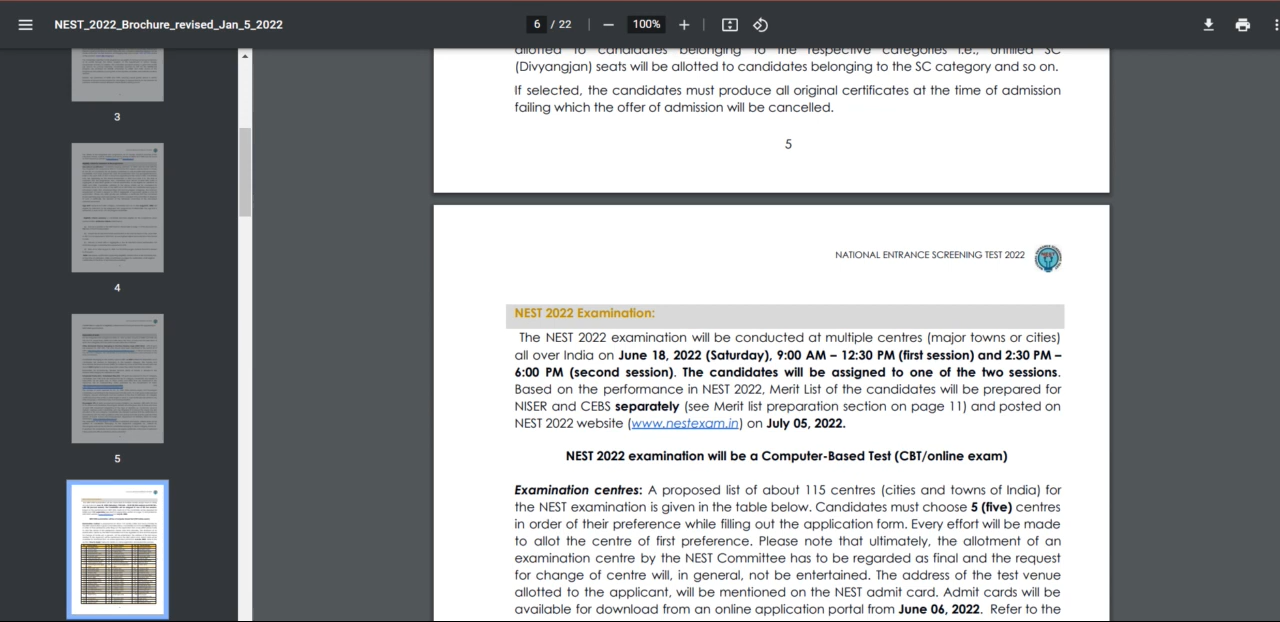 NEST_2022_Brochure_revised_Jan_5_2022
6 / 22
100%
3
4
5
allotted to candidates belonging to the respective categories i.e., unfilled SC
(Divyangjan) seats will be allotted to candidates belonging to the SC category and so on.
If selected, the candidates must produce all original certificates at the time of admission
failing which the offer of admission will be cancelled.
5
NATIONAL ENTRANCE SCREENING TEST 2022
NEST 2022 Examination:
The NEST 2022 examination will be conducted at multiple centres (major towns or cities)
all over India on June 18, 2022 (Saturday), 9:00 AM – 12:30 PM (first session) and 2:30 PM –
6:00 PM (second session). The candidates will be assigned to one of the two sessions.
Based on the performance in NEST 2022, Merit List of the candidates will be prepared for
NISER and CEBS separately (see Merit list preparation section on page 11) and posted on
NEST 2022 website (www.nestexam.in) on July 05, 2022.
NEST 2022 examination will be a Computer-Based Test (CBT/online exam)
Examination centres: A proposed list of about 115 centres (cities and towns of India) for
the NEST examination is given in the table below. Candidates must choose 5 (five) centres
in order of their preference while filling out the application form. Every effort will be made
to allot the centre of first preference. Please note that ultimately, the allotment of an
examination centre by the NEST Committee has to be regarded as final and the request
for change of centre will, in general, not be entertained. The address of the test venue
allotted to the applicant, will be mentioned on the NEST admit card. Admit cards will be
available for download from an online application portal from June 06, 2022. Refer to the